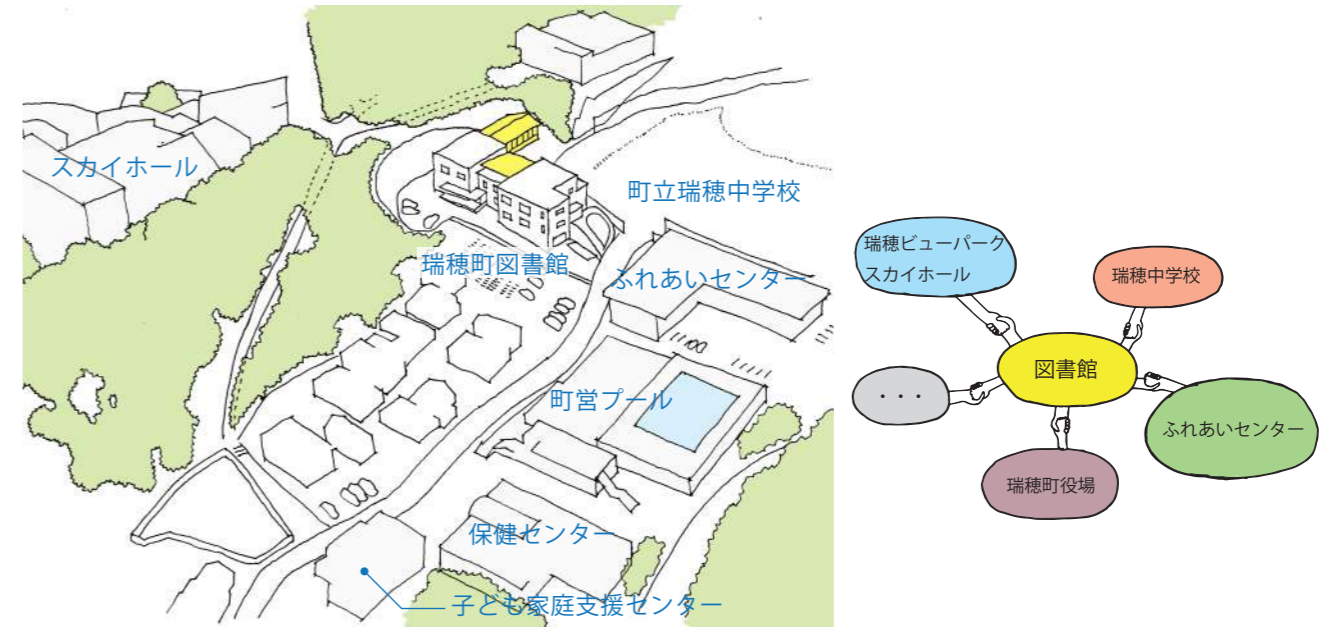 スカイホール
町立瑞穂中学校
瑞穂町図書館
ふれあいセンター
町営プール
保健センター
子ども家庭支援センター
瑞穂ビューパーク
スカイホール
瑞穂中学校
図書館
・・・
ふれあいセンター
瑞穂町役場